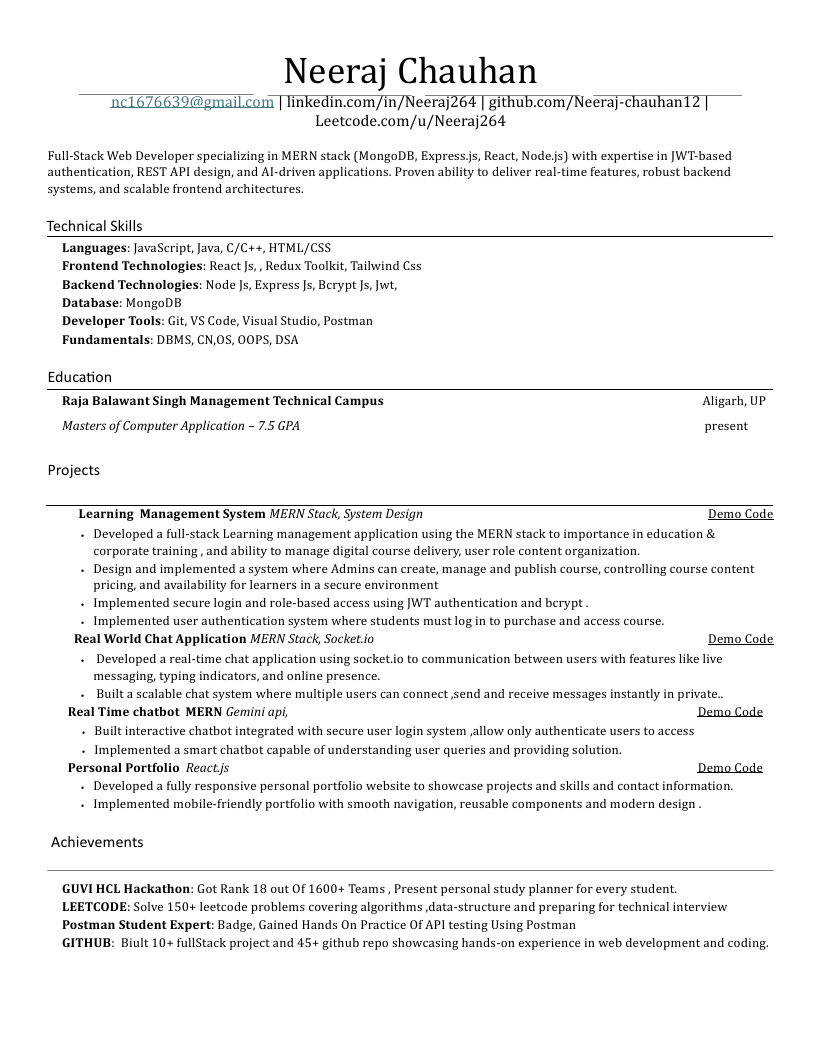 Neeraj Chauhan
nc1676639@gmail.com | linkedin.com/in/Neeraj264 | github.com/Neeraj-chauhan12 |
Leetcode.com/u/Neeraj264
Full-Stack Web Developer specializing in MERN stack (MongoDB, Express.js, React, Node.js) with expertise in JWT-based
authentication, REST API design, and AI-driven applications. Proven ability to deliver real-time features, robust backend
systems, and scalable frontend architectures.
Technical Skills
Languages: JavaScript, Java, C/C++, HTML/CSS
Frontend Technologies: React Js, , Redux Toolkit, Tailwind Css
Backend Technologies: Node Js, Express Js, Bcrypt Js, Jwt,
Database: MongoDB
Developer Tools: Git, VS Code, Visual Studio, Postman
Fundamentals: DBMS, CN,OS, OOPS, DSA
Education
Raja Balawant Singh Management Technical Campus Aligarh, UP
Masters of Computer Application – 7.5 GPA present
Projects
Learning Management System MERN Stack, System Design Demo Code
• Developed a full-stack Learning management application using the MERN stack to importance in education &
corporate training , and ability to manage digital course delivery, user role content organization.
• Design and implemented a system where Admins can create, manage and publish course, controlling course content
pricing, and availability for learners in a secure environment
• Implemented secure login and role-based access using JWT authentication and bcrypt .
• Implemented user authentication system where students must log in to purchase and access course.
Real World Chat Application MERN Stack, Socket.io Demo Code
• Developed a real-time chat application using socket.io to communication between users with features like live
messaging, typing indicators, and online presence.
• Built a scalable chat system where multiple users can connect ,send and receive messages instantly in private..
Real Time chatbot MERN Gemini api, Demo Code
• Built interactive chatbot integrated with secure user login system ,allow only authenticate users to access
• Implemented a smart chatbot capable of understanding user queries and providing solution.
Personal Portfolio React.js Demo Code
• Developed a fully responsive personal portfolio website to showcase projects and skills and contact information.
• Implemented mobile-friendly portfolio with smooth navigation, reusable components and modern design .
Achievements
GUVI HCL Hackathon: Got Rank 18 out Of 1600+ Teams , Present personal study planner for every student.
LEETCODE: Solve 150+ leetcode problems covering algorithms ,data-structure and preparing for technical interview
Postman Student Expert: Badge, Gained Hands On Practice Of API testing Using Postman
GITHUB: Biult 10+ fullStack project and 45+ github repo showcasing hands-on experience in web development and coding.